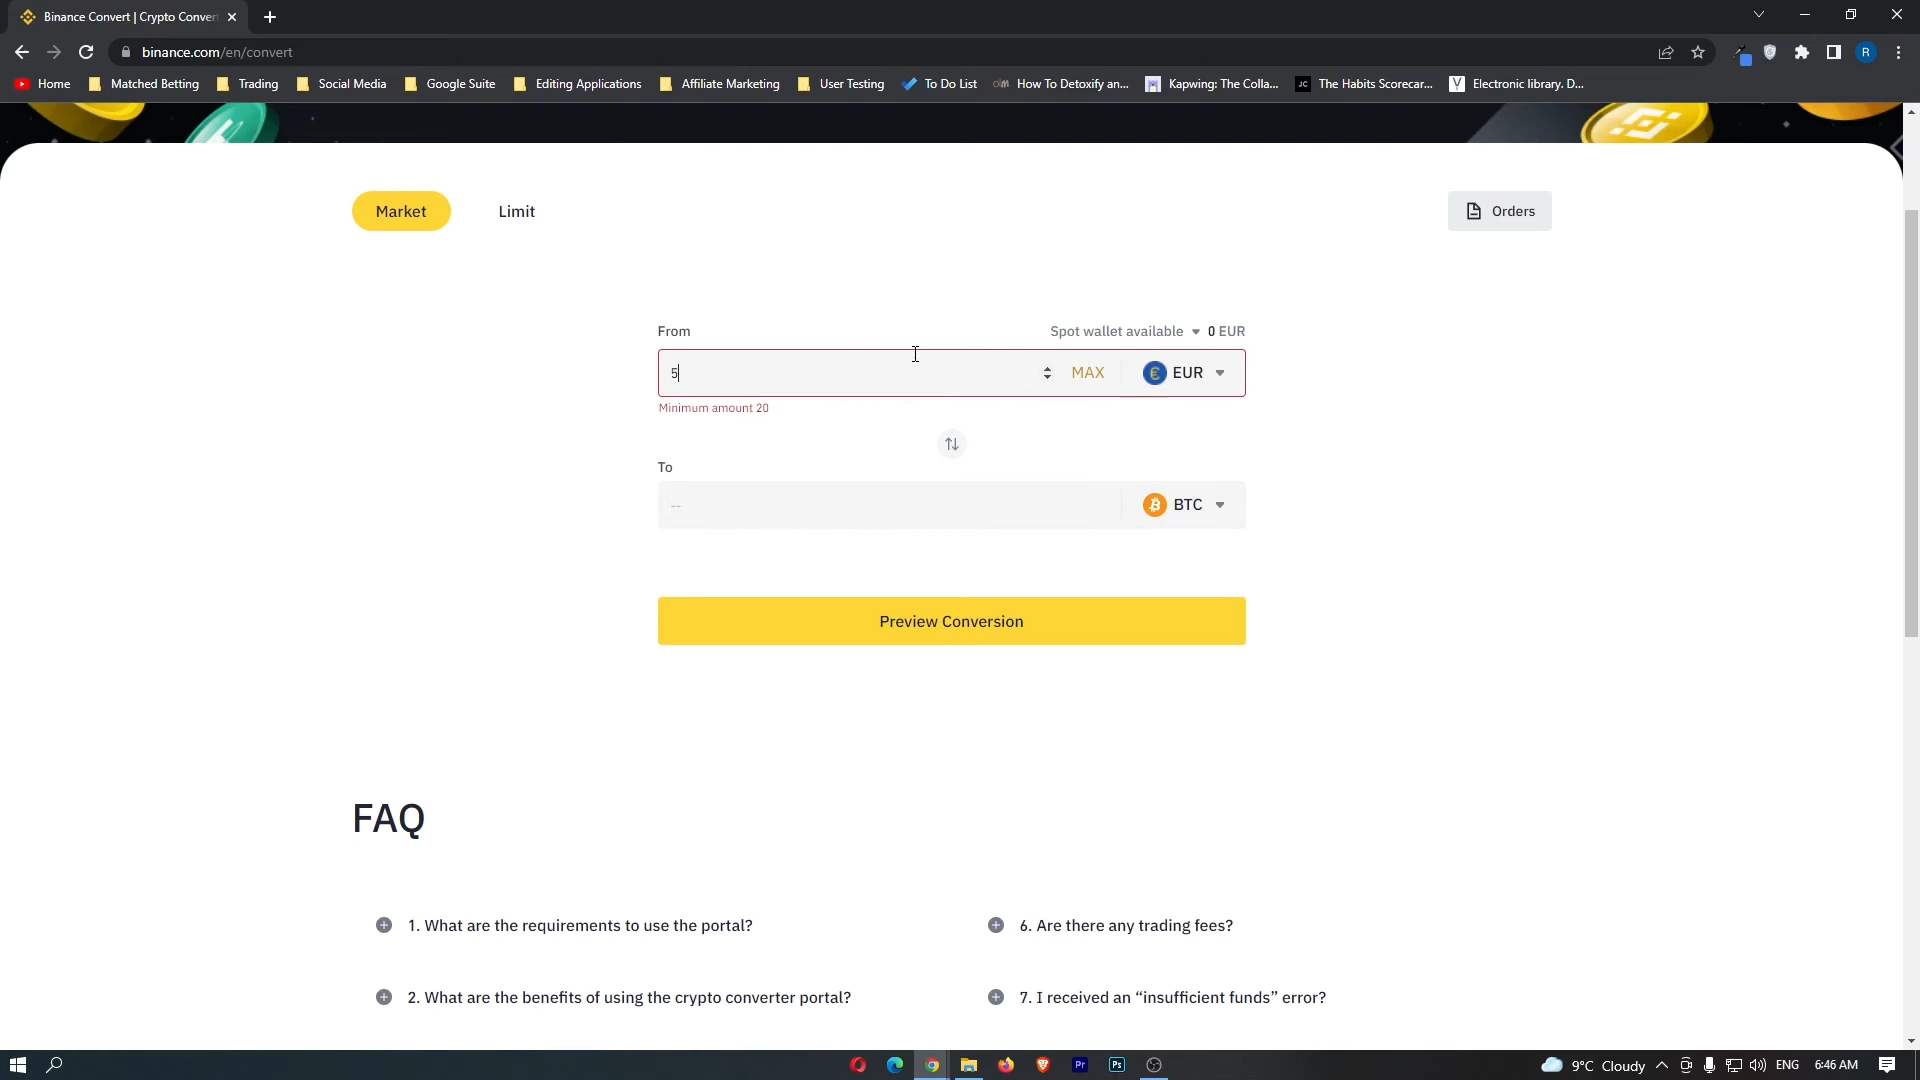 Binance Convert | Crypto Conver
binance.com/en/convert
R
Home
Matched Betting
Trading
Social Media
Google Suite
Editing Applications
Affiliate Marketing
User Testing
To Do List
How To Detoxify an...
Kapwing: The Colla...
JC
The Habits Scorecar...
Electronic library. D...
Market
Limit
Orders
From
Spot wallet available
0 EUR
5
MAX
EUR
Minimum amount 20
To
--
BTC
Preview Conversion
FAQ
1. What are the requirements to use the portal?
6. Are there any trading fees?
2. What are the benefits of using the crypto converter portal?
7. I received an “insufficient funds” error?
Pr
Ps
9°C Cloudy
ENG
6:46 AM